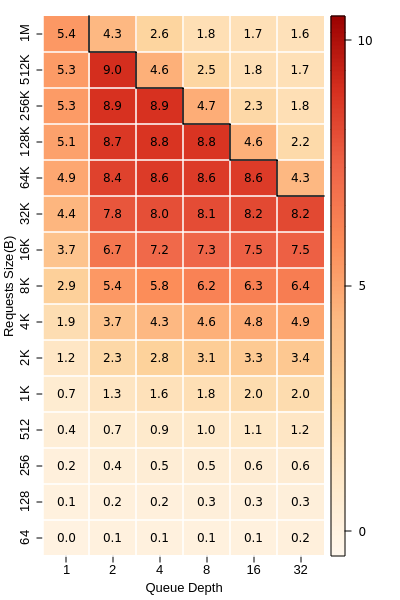 1M 5.4 4.3 2.6 1.8 1.7 1.6
512K 5.3 9.0 4.6 2.5 1.8 1.7
256K 5.3 8.9 8.9 4.7 2.3 1.8
128K 5.1 8.7 8.8 8.8 4.6 2.2
64K 4.9 8.4 8.6 8.6 8.6 4.3
32K 4.4 7.8 8.0 8.1 8.2 8.2
16K 3.7 6.7 7.2 7.3 7.5 7.5
8K 2.9 5.4 5.8 6.2 6.3 6.4
4K 1.9 3.7 4.3 4.6 4.8 4.9
2K 1.2 2.3 2.8 3.1 3.3 3.4
1K 0.7 1.3 1.6 1.8 2.0 2.0
512 0.4 0.7 0.9 1.0 1.1 1.2
256 0.2 0.4 0.5 0.5 0.6 0.6
128 0.1 0.2 0.2 0.3 0.3 0.3
64 0.0 0.1 0.1 0.1 0.1 0.2
1 2 4 8 16 32
Queue Depth
Requests Size(B)
10
5
0